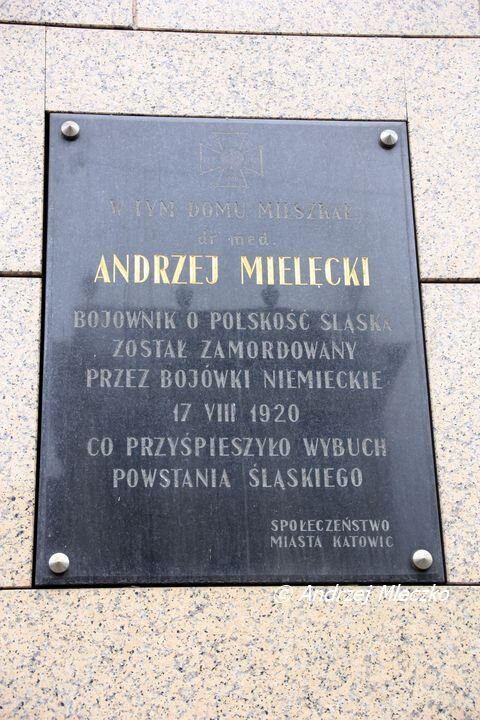 W TYM DOMU MIESZKAŁ
dr med.
ANDRZEJ MIELĘCKI
BOJOWNIK O POLSKOŚĆ ŚLĄSKA
ZOSTAŁ ZAMORDOWANY
PRZEZ BOJÓWKI NIEMIECKIE
17 VIII 1920
CO PRZYŚPIESZYŁO WYBUCH
POWSTANIA ŚLĄSKIEGO
SPOŁECZEŃSTWO
MIASTA KATOWIC
© Andrzej Mleczko